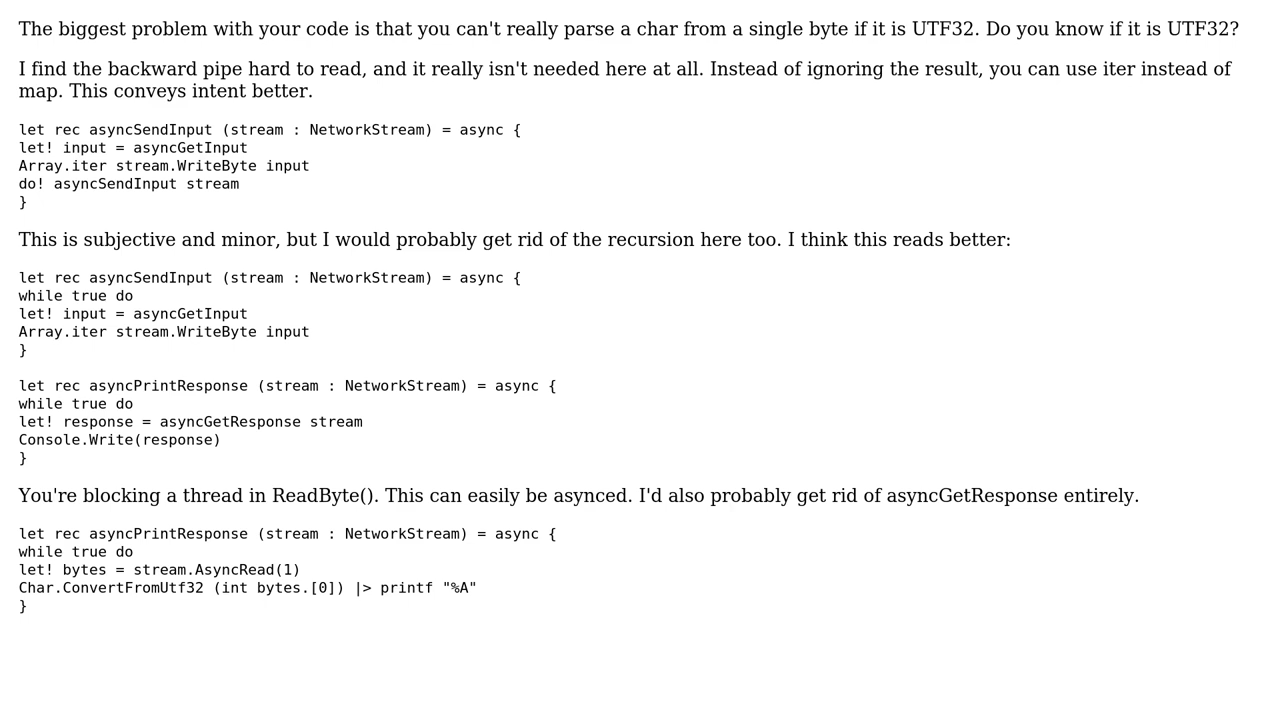 The biggest problem with your code is that you can't really parse a char from a single byte if it is UTF32. Do you know if it is UTF32?
I find the backward pipe hard to read, and it really isn't needed here at all. Instead of ignoring the result, you can use iter instead of
map. This conveys intent better.
let rec asyncSendInput (stream : NetworkStream) = async {
let! input = asyncGetInput
Array.iter stream.WriteByte input
do! asyncSendInput stream
}
This is subjective and minor, but I would probably get rid of the recursion here too. I think this reads better:
let rec asyncSendInput (stream : NetworkStream) = async {
while true do
let! input = asyncGetInput
Array.iter stream.WriteByte input
}
let rec asyncPrintResponse (stream : NetworkStream) = async {
while true do
let! response = asyncGetResponse stream
Console.Write(response)
}
You're blocking a thread in ReadByte(). This can easily be asynced. I'd also probably get rid of asyncGetResponse entirely.
let rec asyncPrintResponse (stream : NetworkStream) = async {
while true do
let! bytes = stream.AsyncRead(1)
Char.ConvertFromUtf32 (int bytes.[0]) |> printf "%A"
}